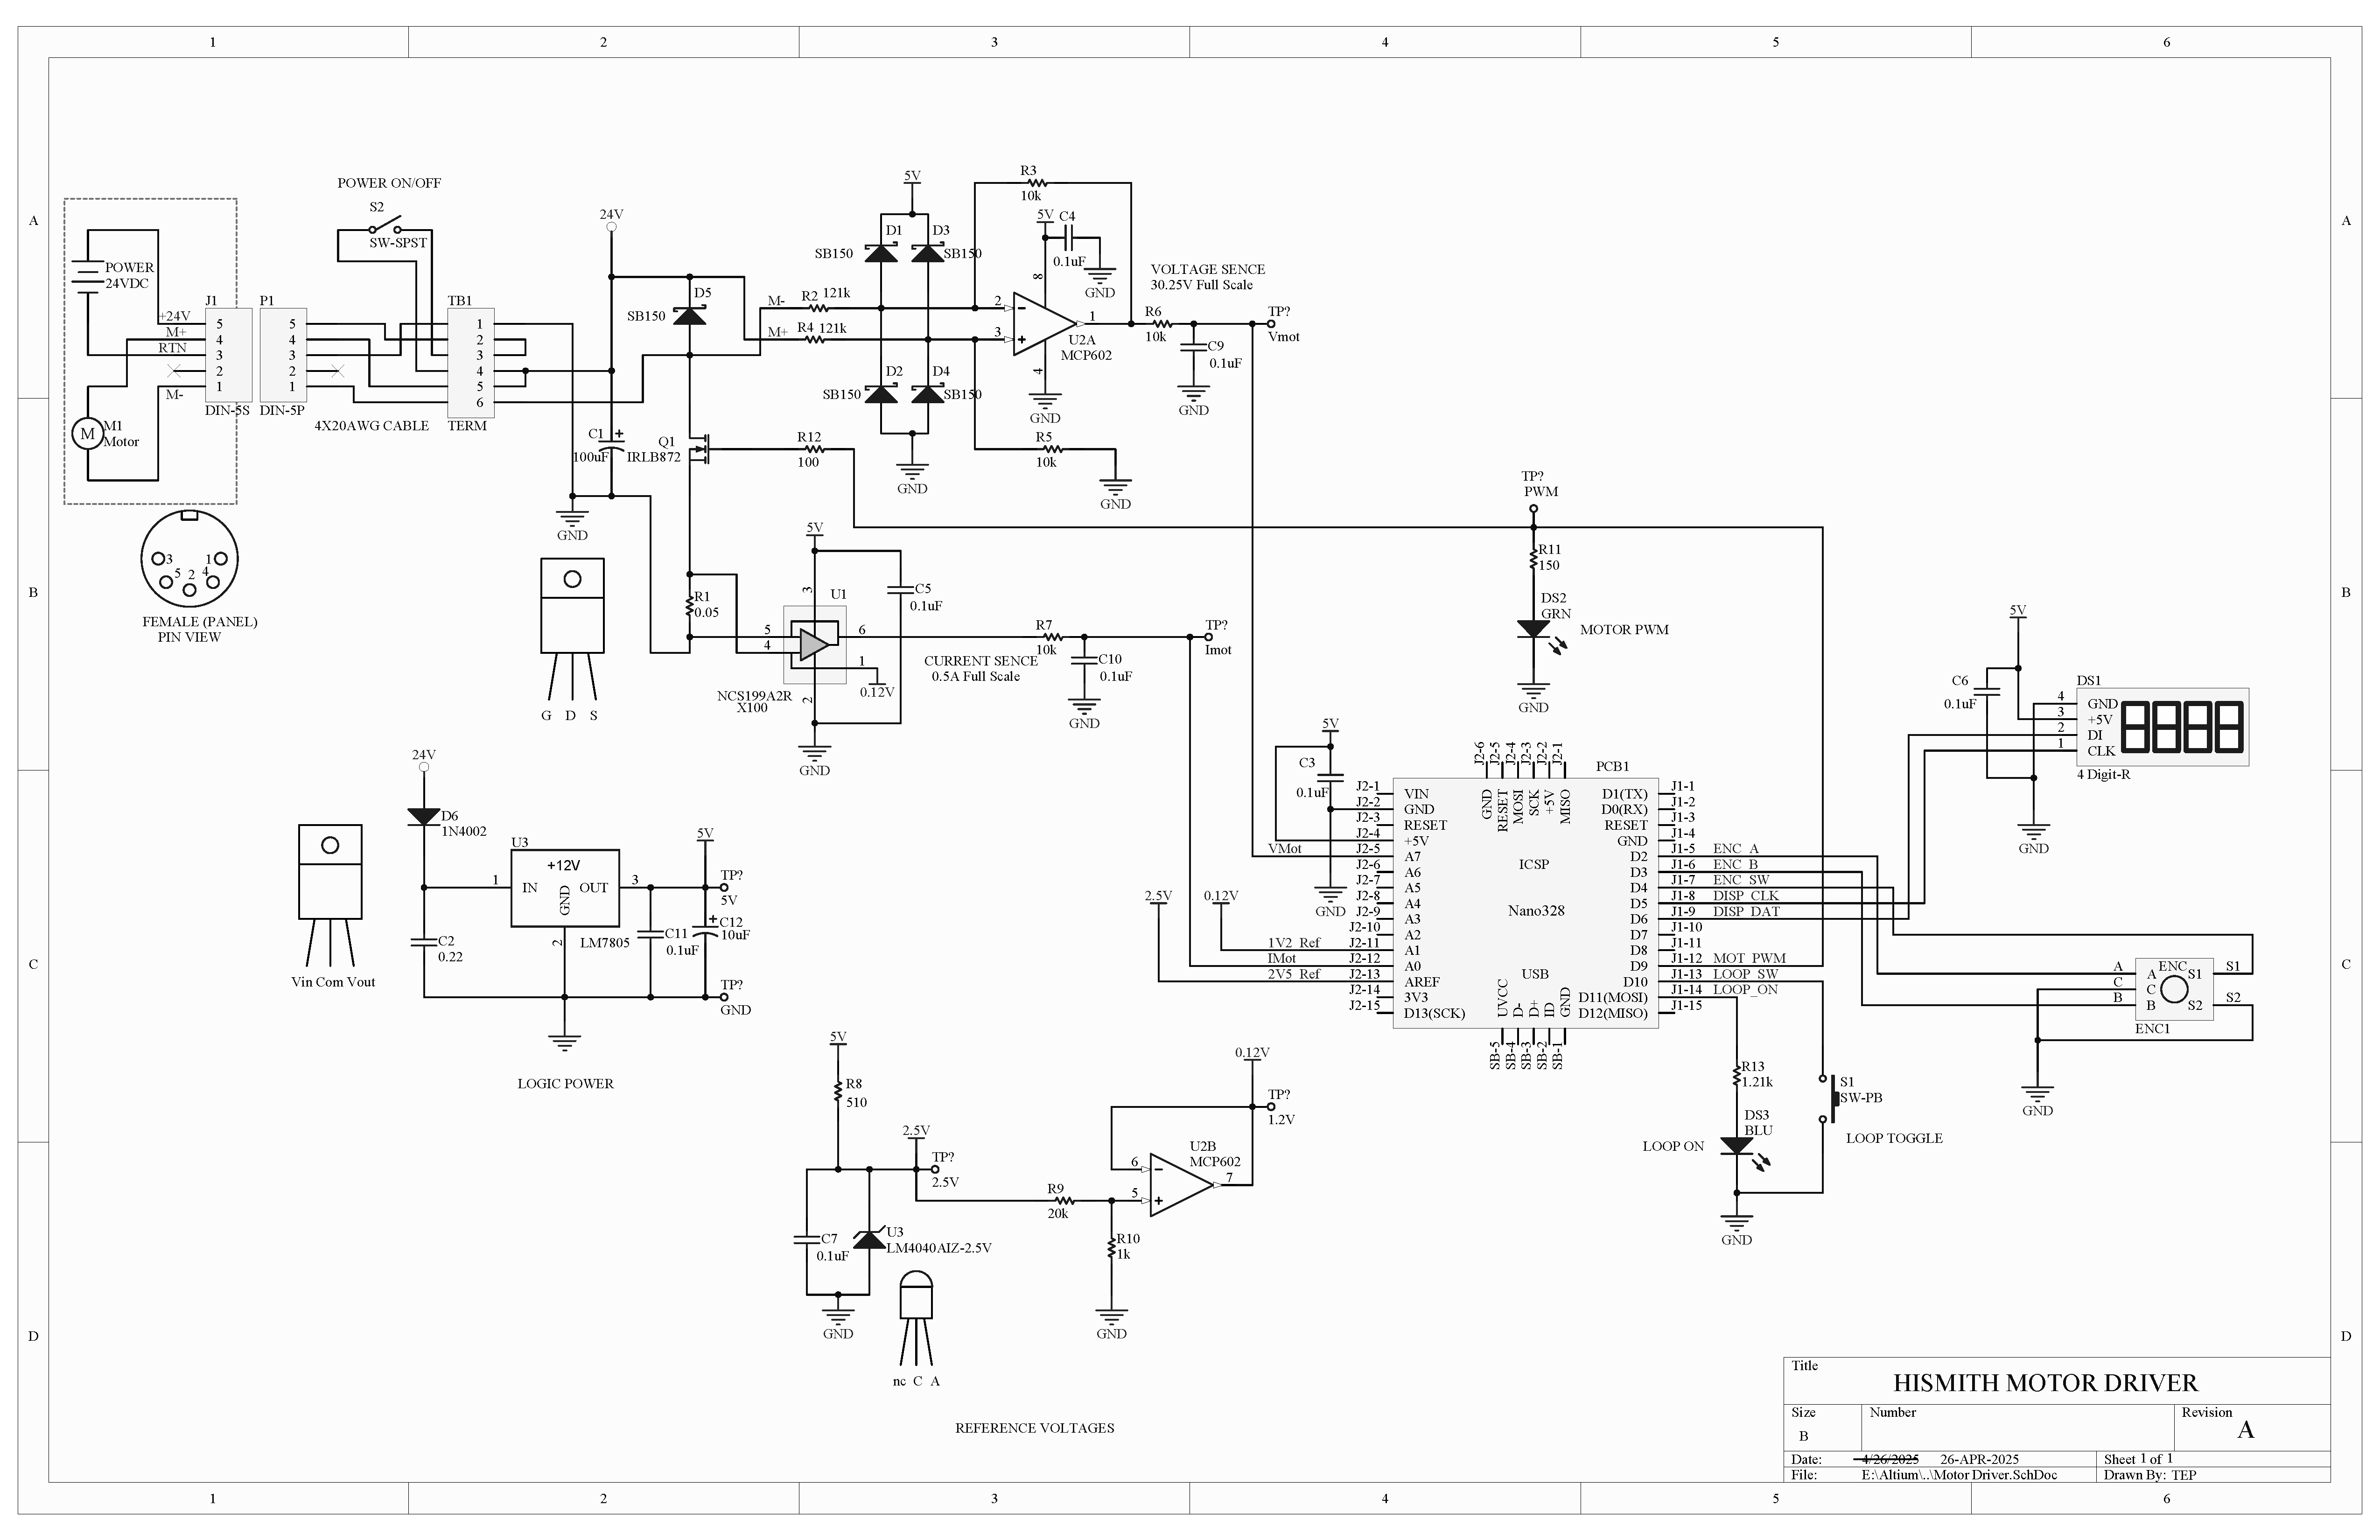 1 2 3 4 5 6
A
B
C
D
A
B
C
D
1 2 3 4 5 6
POWER ON/OFF
S2
SW-SPST
POWER
24VDC
J1
P1
TB1
+24V
M+
RTN
M-
5
4
3
2
1
5
4
3
2
1
1
2
3
4
5
6
DIN-5S
DIN-5P
4X20AWG CABLE
TERM
M
M1
Motor
3
1
5
2
4
FEMALE (PANEL)
PIN VIEW
24V
D5
SB150
C1
+
100uF
Q1
IRLB872
GND
G D S
M-
M+
R2
121k
R4
121k
5V
D1
SB150
D3
SB150
D2
SB150
D4
SB150
GND
R3
10k
5V
C4
0.1uF
GND
8
2
3
1
4
U2A
MCP602
GND
R5
10k
GND
VOLTAGE SENCE
30.25V Full Scale
R6
10k
C9
0.1uF
GND
TP?
Vmot
R12
100
5V
3
U1
C5
0.1uF
R1
0.05
5
4
6
1
2
0.12V
NCS199A2R
X100
GND
CURRENT SENCE
0.5A Full Scale
R7
10k
C10
0.1uF
GND
TP?
Imot
TP?
PWM
R11
150
DS2
GRN
MOTOR PWM
GND
5V
C6
0.1uF
DS1
4
3
2
1
GND
+5V
DI
CLK
8888
4 Digit-R
GND
24V
D6
1N4002
U3
+12V
1
IN
GND
OUT
3
2
LM7805
C2
0.22
5V
TP?
5V
C11
0.1uF
+
C12
10uF
TP?
GND
Vin Com Vout
LOGIC POWER
5V
C3
0.1uF
GND
2.5V
0.12V
VMot
1V2_Ref
IMot
2V5_Ref
J2-1
J2-2
J2-3
J2-4
J2-5
J2-6
J2-7
J2-8
J2-9
J2-10
J2-11
J2-12
J2-13
J2-14
J2-15
VIN
GND
RESET
+5V
A7
A6
A5
A4
A3
A2
A1
A0
AREF
3V3
D13(SCK)
J2-6
J2-5
J2-4
J2-3
J2-2
J2-1
GND
RESET
MOSI
SCK
+5V
MISO
PCB1
ICSP
Nano328
USB
UVCC
D-
D+
ID
GND
SB-5
SB-4
SB-3
SB-2
SB-1
D1(TX)
D0(RX)
RESET
GND
D2
D3
D4
D5
D6
D7
D8
D9
D10
D11(MOSI)
D12(MISO)
J1-1
J1-2
J1-3
J1-4
J1-5
J1-6
J1-7
J1-8
J1-9
J1-10
J1-11
J1-12
J1-13
J1-14
J1-15
ENC_A
ENC_B
ENC_SW
DISP_CLK
DISP_DAT
MOT_PWM
LOOP_SW
LOOP_ON
A
C
B
A
C
B
ENC
S1
S2
S1
S2
ENC1
GND
R13
1.21k
DS3
BLU
LOOP ON
GND
S1
SW-PB
LOOP TOGGLE
5V
R8
510
2.5V
TP?
2.5V
C7
0.1uF
U3
LM4040AIZ-2.5V
GND
nc C A
R9
20k
R10
1k
GND
6
5
7
U2B
MCP602
0.12V
TP?
1.2V
REFERENCE VOLTAGES
Title
HISMITH MOTOR DRIVER
Size
B
Number
Revision
A
Date: 4/26/2025 26-APR-2025
Sheet 1 of 1
File: E:\Altium\..\Motor Driver.SchDoc
Drawn By: TEP